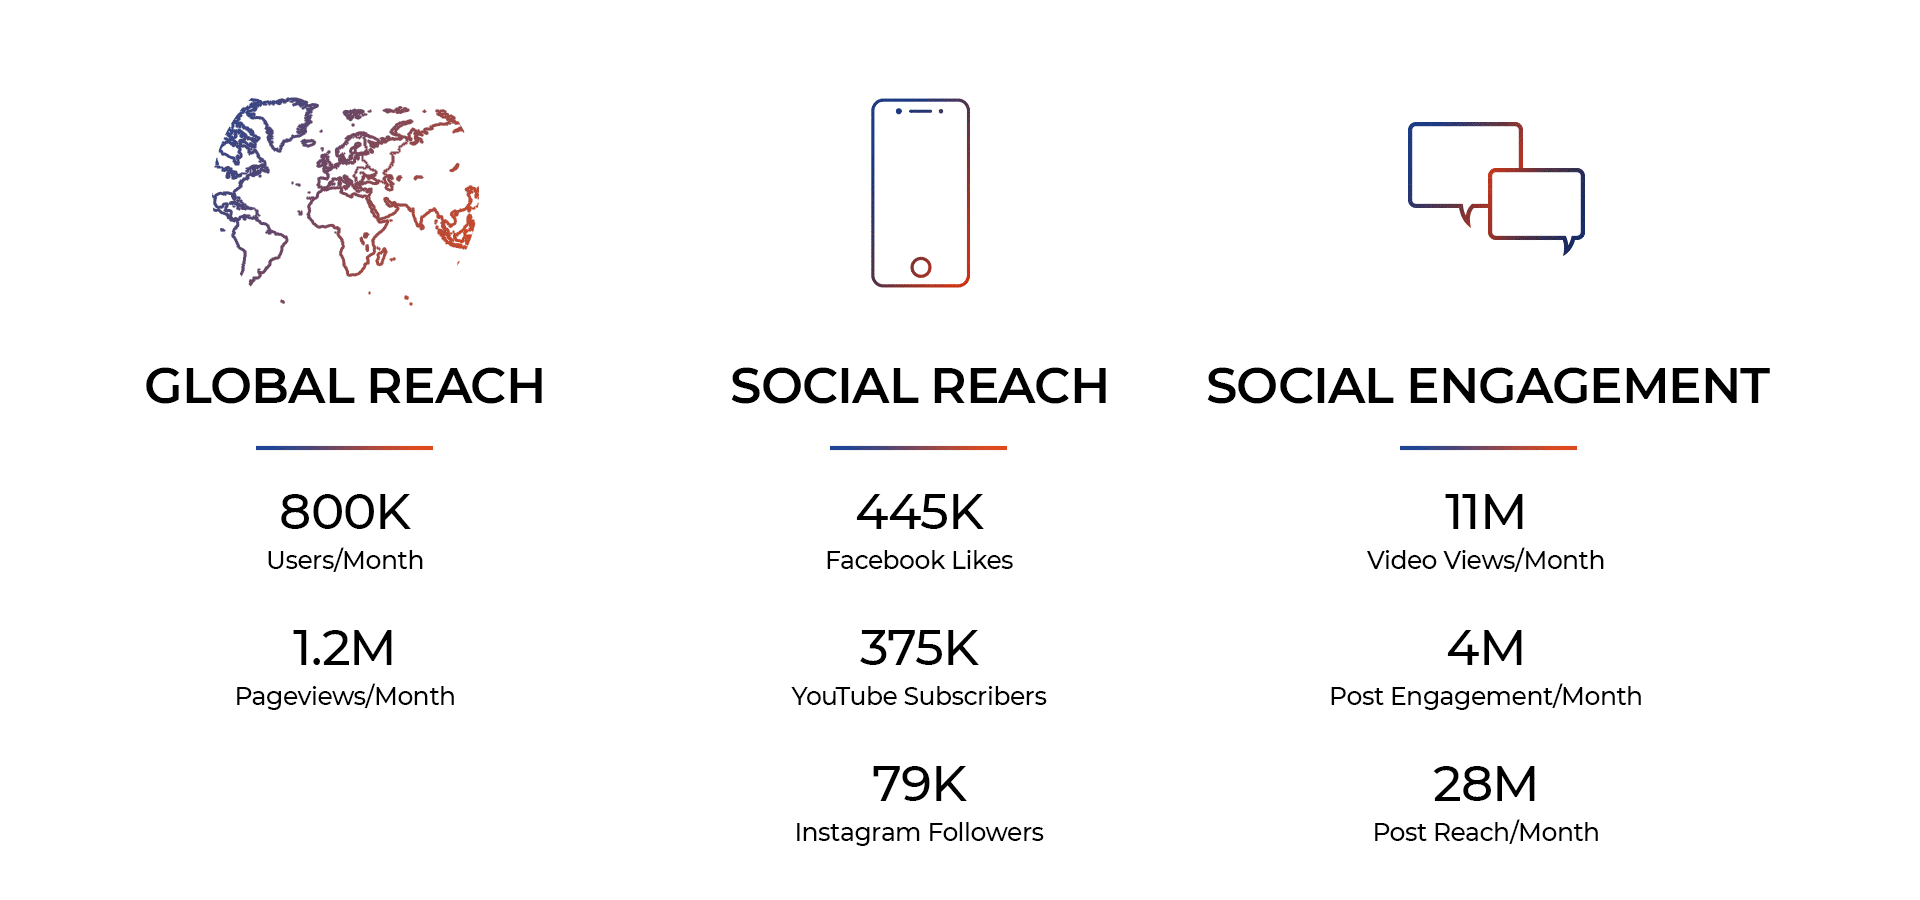 GLOBAL REACH
800K
Users/Month
1.2M
Pageviews/Month
SOCIAL REACH
445K
Facebook Likes
375K
YouTube Subscribers
79K
Instagram Followers
SOCIAL ENGAGEMENT
11M
Video Views/Month
4M
Post Engagement/Month
28M
Post Reach/Month